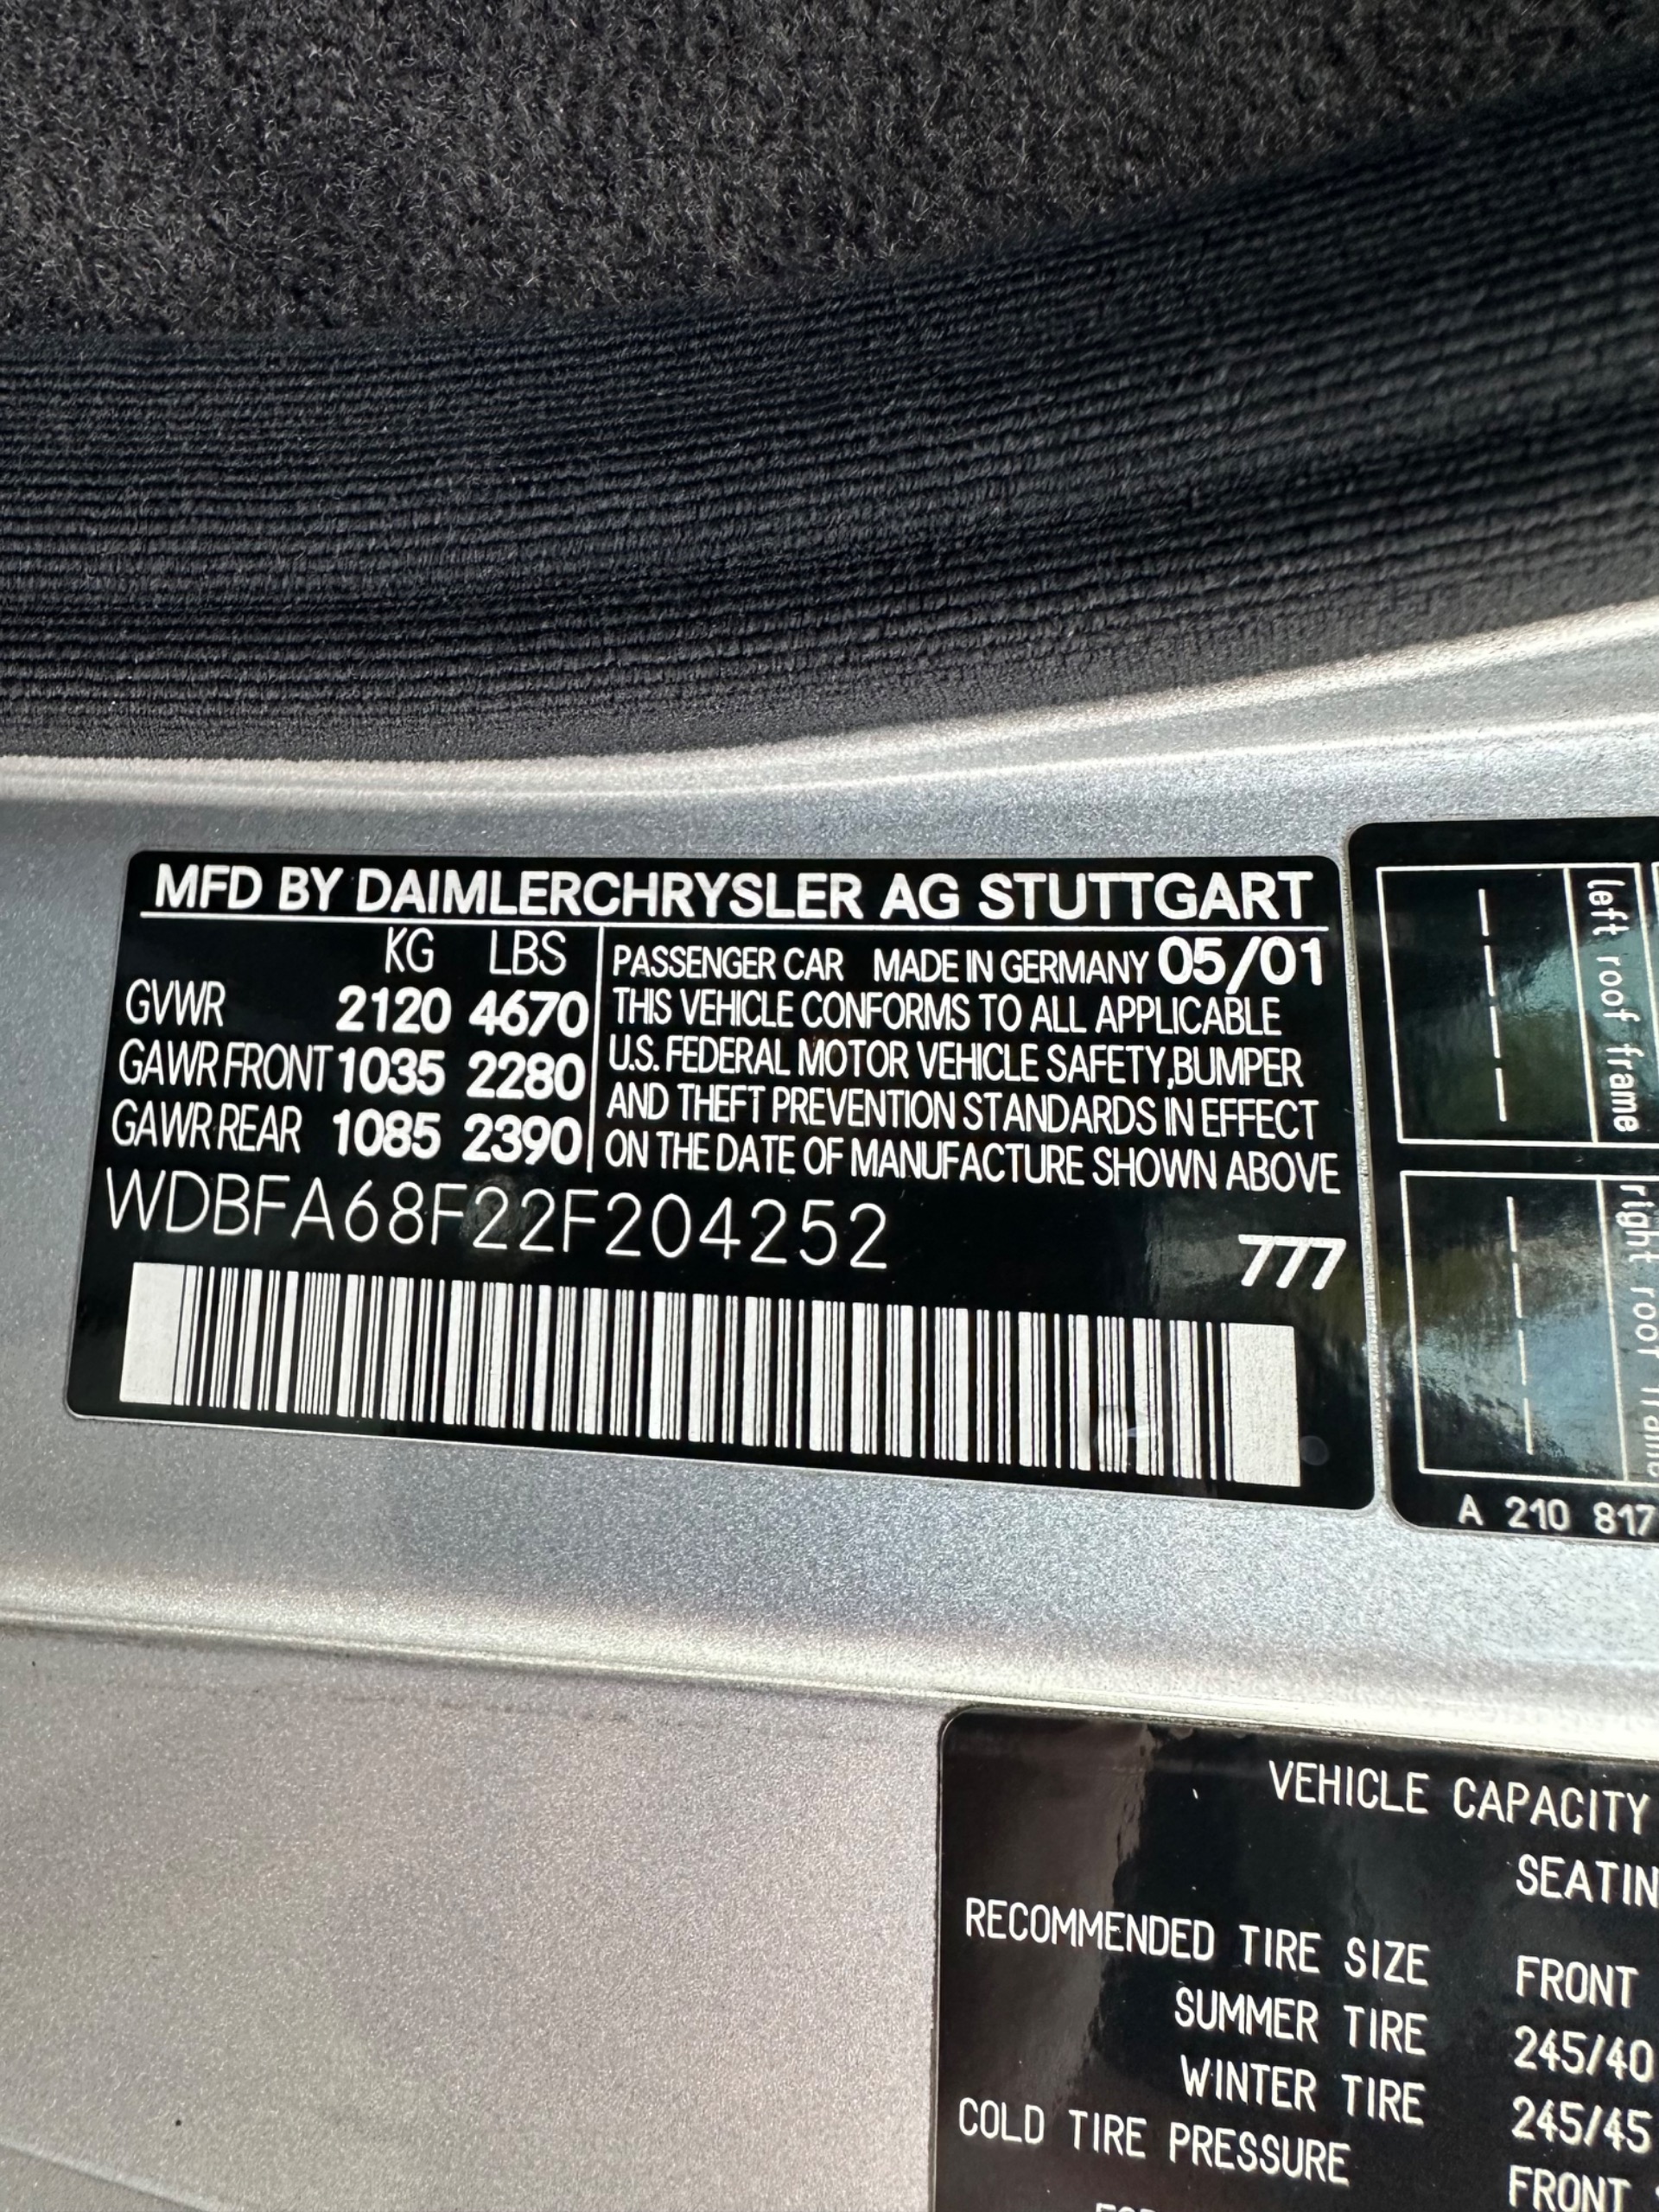 MFD BY DAIMLERCHRYSLER AG STUTTGART
KG LBS
GVWR 2120 4670
GAWR FRONT 1035 2280
GAWR REAR 1085 2390
PASSENGER CAR MADE IN GERMANY 05/01
THIS VEHICLE CONFORMS TO ALL APPLICABLE
U.S. FEDERAL MOTOR VEHICLE SAFETY,BUMPER
AND THEFT PREVENTION STANDARDS IN EFFECT
ON THE DATE OF MANUFACTURE SHOWN ABOVE
WDBFA68F22F204252
777
left roof frame
right roof frame
A 210 817
VEHICLE CAPACITY
SEATIN
RECOMMENDED TIRE SIZE FRONT
SUMMER TIRE 245/40
WINTER TIRE 245/45
COLD TIRE PRESSURE FRONT